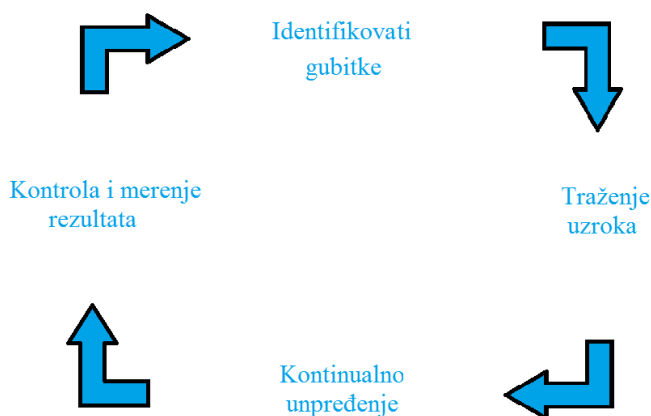 Identifikovati
gubitke
Traženje
uzroka
Kontinualno
unpređenje
Kontrola i merenje
rezultata